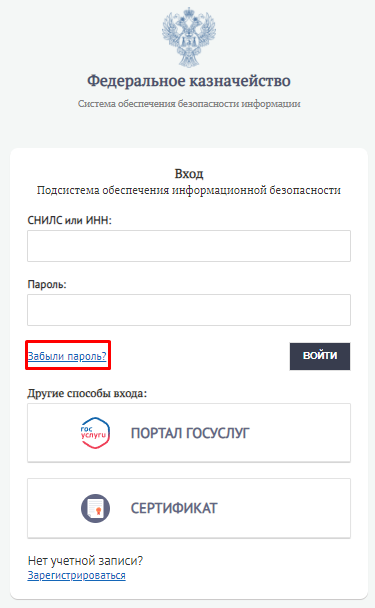 Федеральное казначейство
Система обеспечения безопасности информации
Вход
Подсистема обеспечения информационной безопасности
СНИЛС или ИНН:
Пароль:
Забыли пароль?
ВОЙТИ
Другие способы входа:
гос
услуги
ПОРТАЛ ГОСУСЛУГ
СЕРТИФИКАТ
Нет учетной записи?
Зарегистрироваться